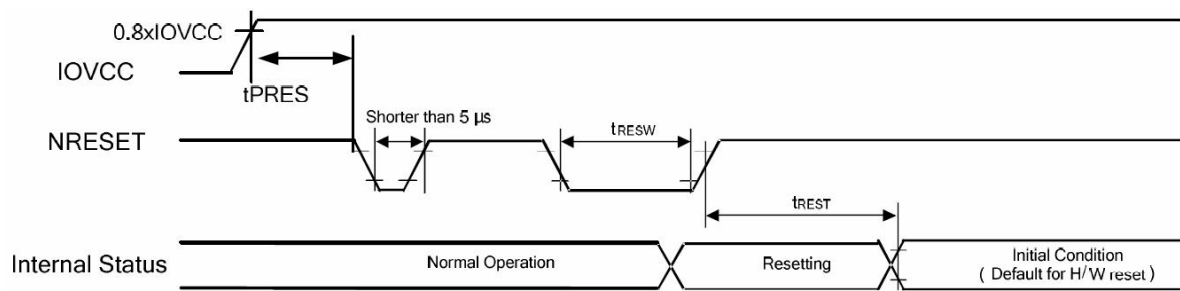 0.8xIOVCC
IOVCC
tPRES
Shorter than 5 µs
NRESET
tRESW
tREST
Internal Status
Normal Operation
Resetting
Initial Condition
( Default for H/W reset )